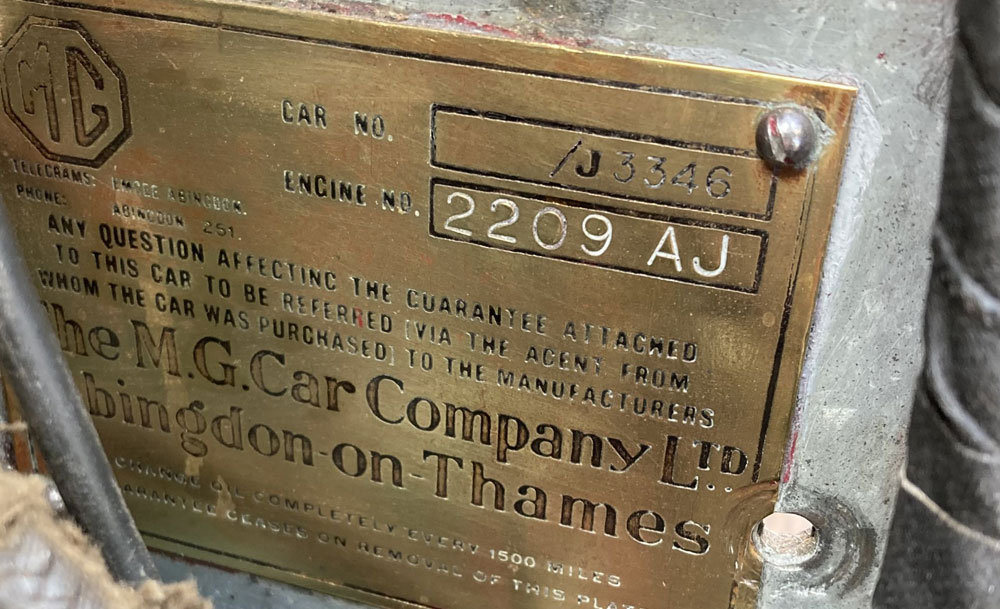 MG
CAR NO. /J3346
TELEGRAMS: EMGEE ABINGDON.
ENGINE NO. 2209 AJ
PHONE: ABINGDON 251.
ANY QUESTION AFFECTING THE GUARANTEE ATTACHED
TO THIS CAR TO BE REFERRED [VIA THE AGENT FROM
WHOM THE CAR WAS PURCHASED] TO THE MANUFACTURERS
The M.G. Car Company LTD..
bingdon-on-Thames
CHANGE OIL COMPLETELY EVERY 1500 MILES
ARANTEE CEASES ON REMOVAL OF THIS PLATE